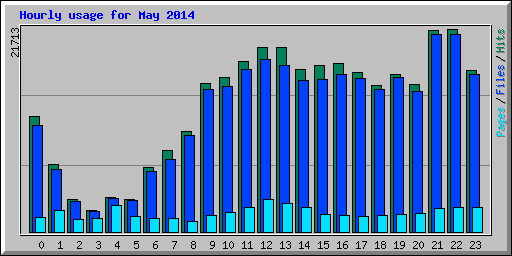 Hourly usage for May 2014
21713
Pages/Files/Hits
0 1 2 3 4 5 6 7 8 9 10 11 12 13 14 15 16 17 18 19 20 21 22 23